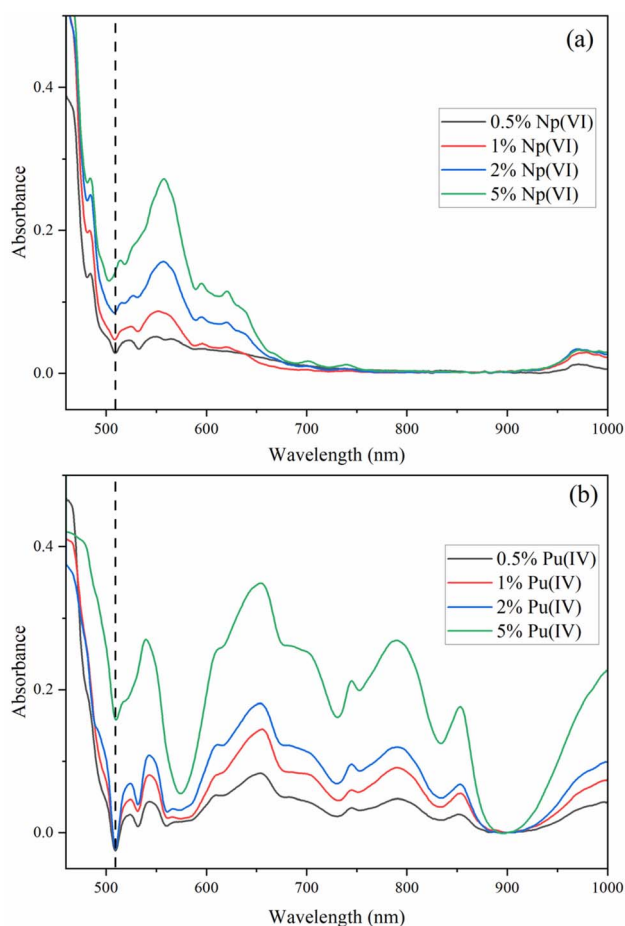 (a)
0.5% Np(VI)
1% Np(VI)
2% Np(VI)
5% Np(VI)
Absorbance
0.4
0.2
0.0
500 600 700 800 900 1000
Wavelength (nm)
(b)
0.5% Pu(IV)
1% Pu(IV)
2% Pu(IV)
5% Pu(IV)
Absorbance
0.4
0.2
0.0
500 600 700 800 900 1000
Wavelength (nm)